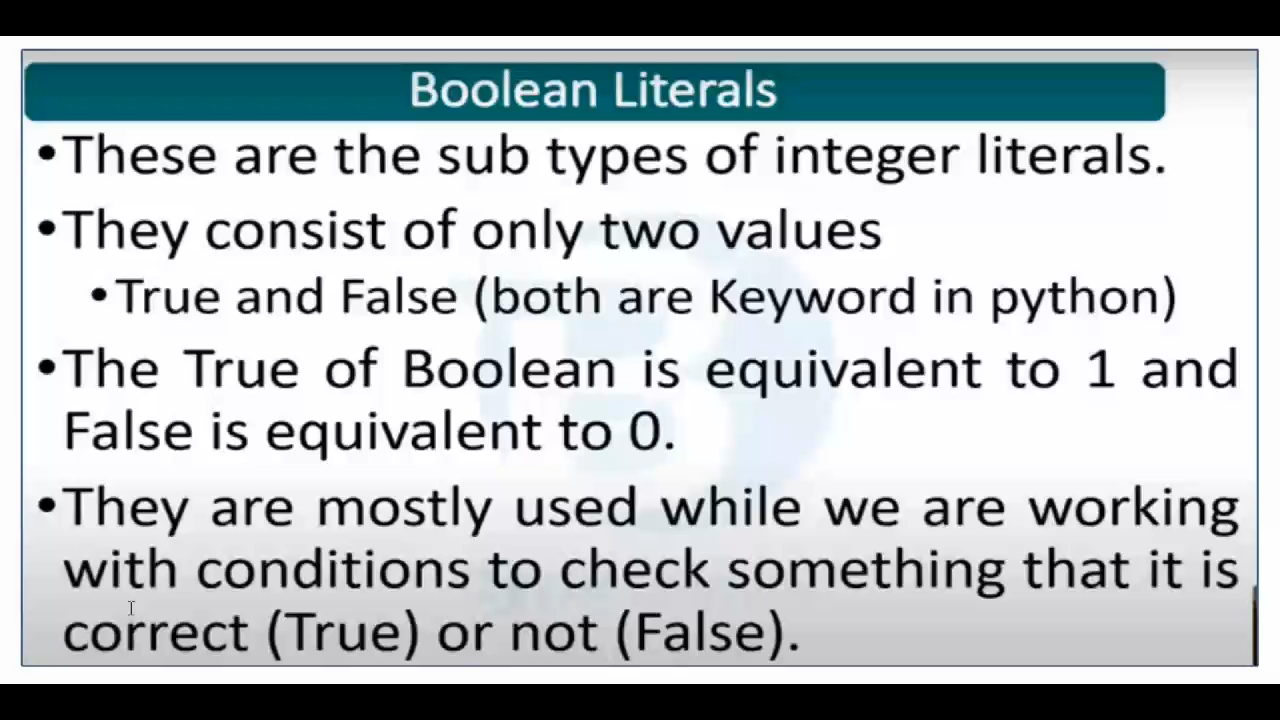 Boolean Literals
•These are the sub types of integer literals.
•They consist of only two values
•True and False (both are Keyword in python)
•The True of Boolean is equivalent to 1 and
False is equivalent to 0.
•They are mostly used while we are working
with conditions to check something that it is
correct (True) or not (False).